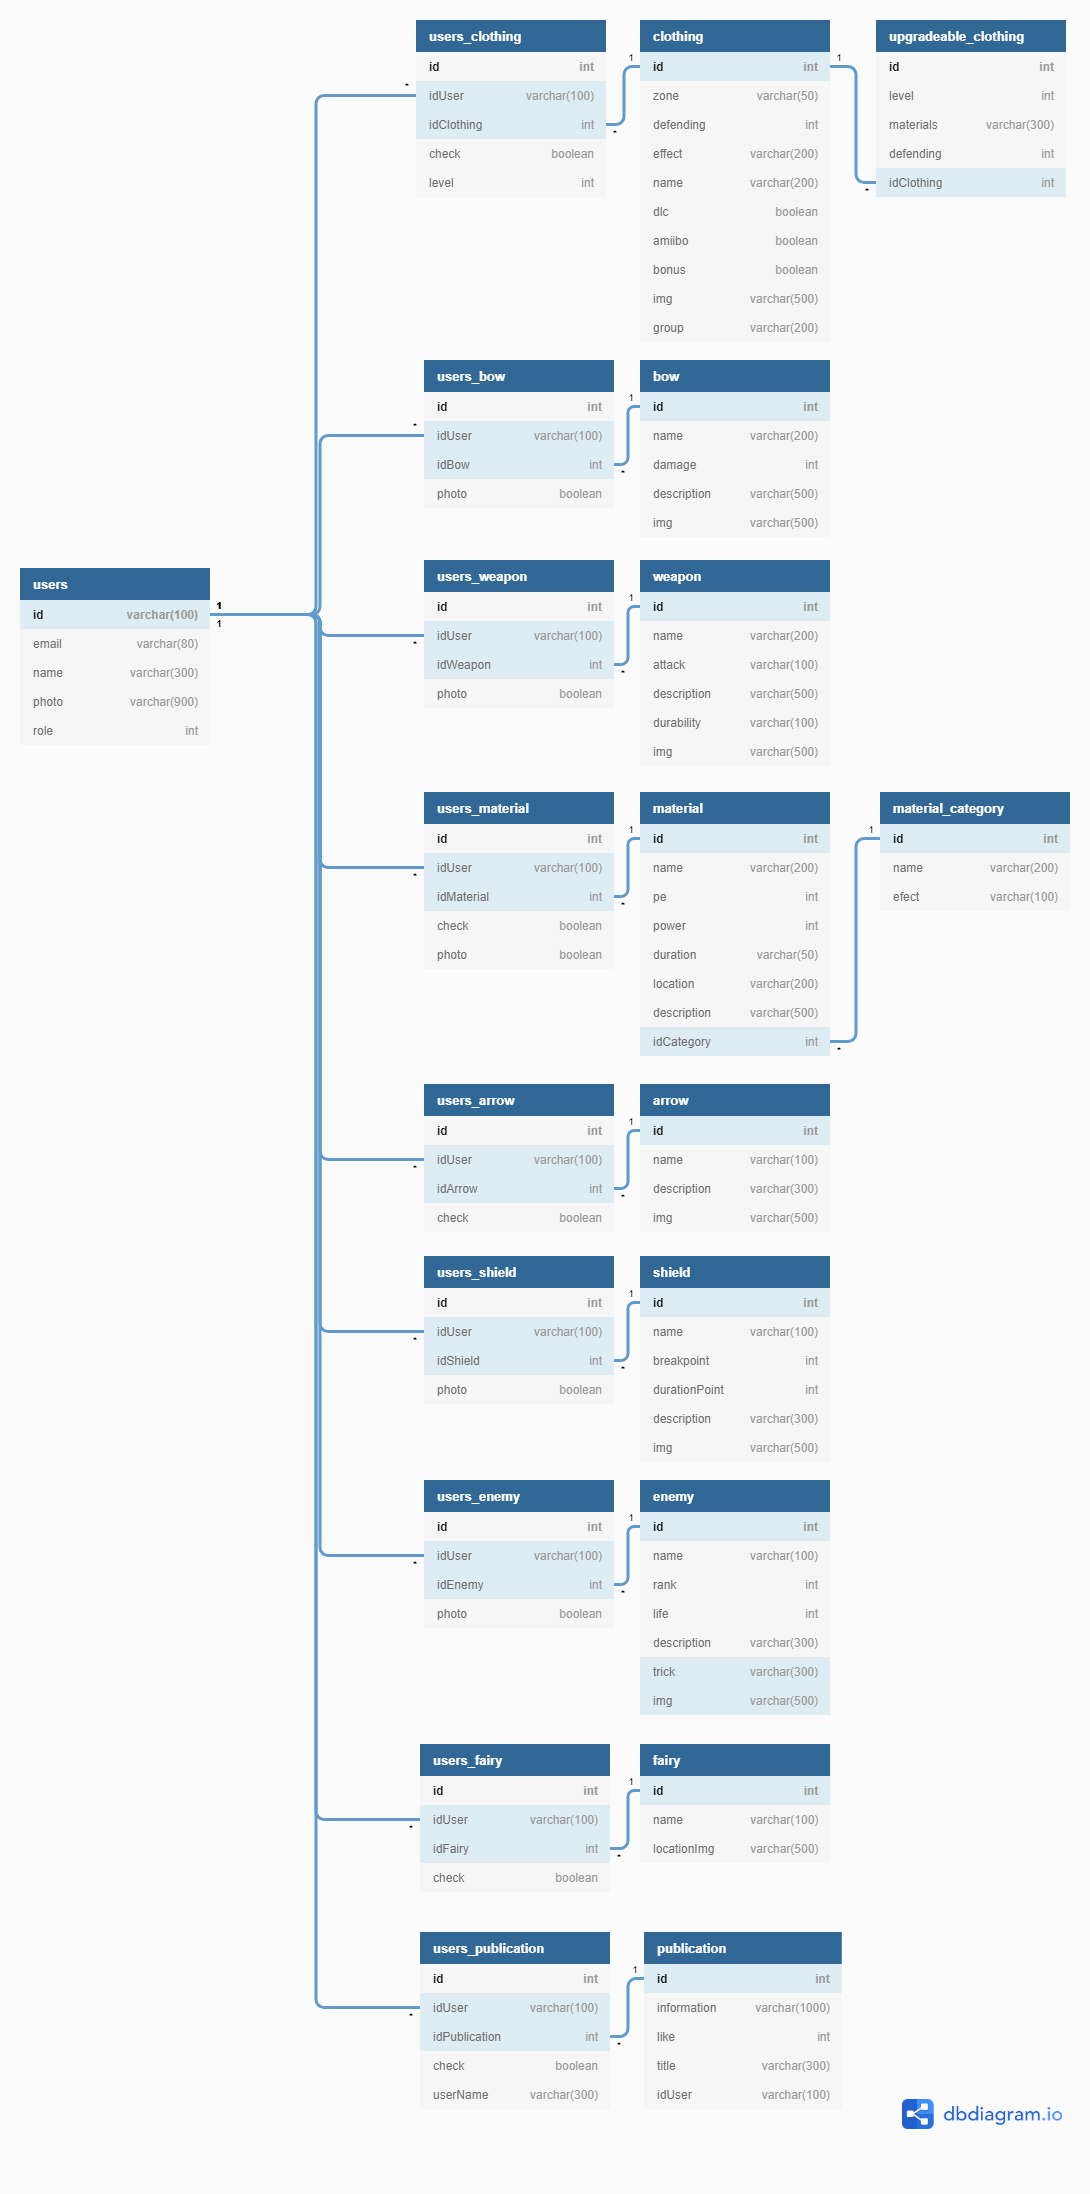 users_clothing
id int
idUser varchar(100)
idClothing int
check boolean
level int
clothing
id int
zone varchar(50)
defending int
effect varchar(200)
name varchar(200)
dlc boolean
amiibo boolean
bonus boolean
img varchar(500)
group varchar(200)
upgradeable_clothing
id int
level int
materials varchar(300)
defending int
idClothing int
* 1 * 1 *
users_bow
id int
idUser varchar(100)
idBow int
photo boolean
bow
id int
name varchar(200)
damage int
description varchar(500)
img varchar(500)
* 1 *
users
id varchar(100)
email varchar(80)
name varchar(300)
photo varchar(900)
role int
1
1
users_weapon
id int
idUser varchar(100)
idWeapon int
photo boolean
weapon
id int
name varchar(200)
attack varchar(100)
description varchar(500)
durability varchar(100)
img varchar(500)
* 1 *
users_material
id int
idUser varchar(100)
idMaterial int
check boolean
photo boolean
material
id int
name varchar(200)
pe int
power int
duration varchar(50)
location varchar(200)
description varchar(500)
idCategory int
material_category
id int
name varchar(200)
efect varchar(100)
* 1 * 1 *
users_arrow
id int
idUser varchar(100)
idArrow int
check boolean
arrow
id int
name varchar(100)
description varchar(300)
img varchar(500)
* 1 *
users_shield
id int
idUser varchar(100)
idShield int
photo boolean
shield
id int
name varchar(100)
breakpoint int
durationPoint int
description varchar(300)
img varchar(500)
* 1 *
users_enemy
id int
idUser varchar(100)
idEnemy int
photo boolean
enemy
id int
name varchar(100)
rank int
life int
description varchar(300)
trick varchar(300)
img varchar(500)
* 1 *
users_fairy
id int
idUser varchar(100)
idFairy int
check boolean
fairy
id int
name varchar(100)
locationImg varchar(500)
* 1 *
users_publication
id int
idUser varchar(100)
idPublication int
check boolean
userName varchar(300)
publication
id int
information varchar(1000)
like int
title varchar(300)
idUser varchar(100)
* 1 *
dbdiagram.io